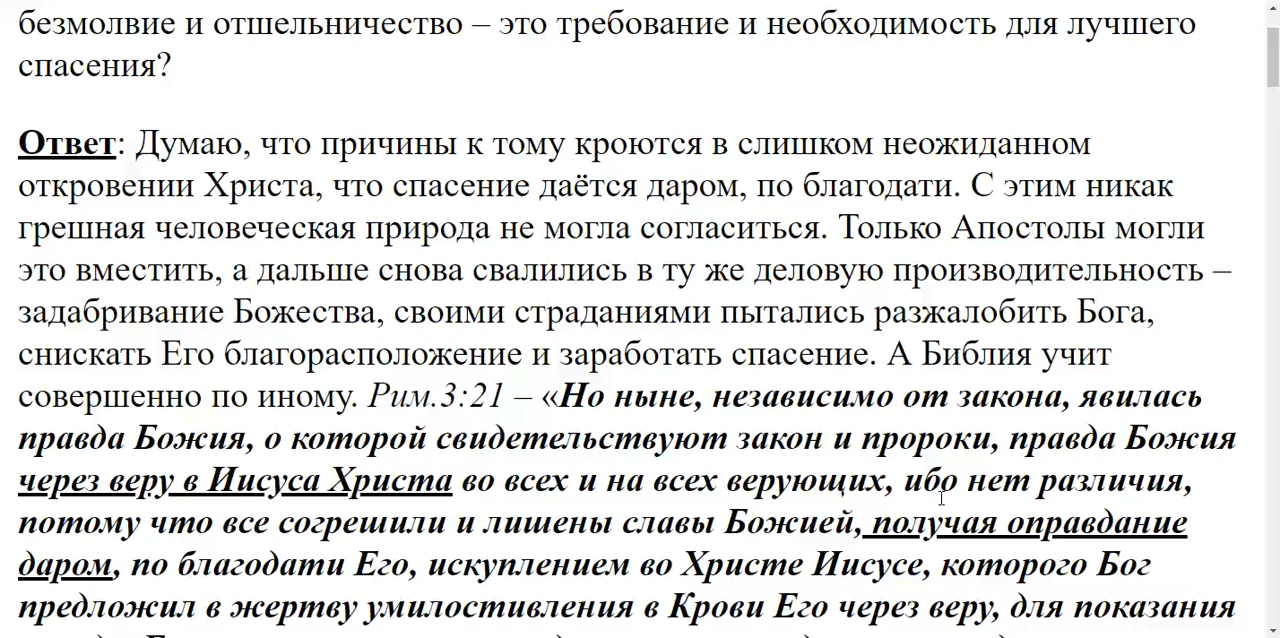 безмолвие и отшельничество – это требование и необходимость для лучшего
спасения?
Ответ: Думаю, что причины к тому кроются в слишком неожиданном
откровении Христа, что спасение даётся даром, по благодати. С этим никак
грешная человеческая природа не могла согласиться. Только Апостолы могли
это вместить, а дальше снова свалились в ту же деловую производительность –
задабривание Божества, своими страданиями пытались разжалобить Бога,
снискать Его благорасположение и заработать спасение. А Библия учит
совершенно по иному. Рим.3:21 – «Но ныне, независимо от закона, явилась
правда Божия, о которой свидетельствуют закон и пророки, правда Божия
через веру в Иисуса Христа во всех и на всех верующих, ибо нет различия,
потому что все согрешили и лишены славы Божией, получая оправдание
даром, по благодати Его, искуплением во Христе Иисусе, которого Бог
предложил в жертву умилостивления в Крови Его через веру, для показания